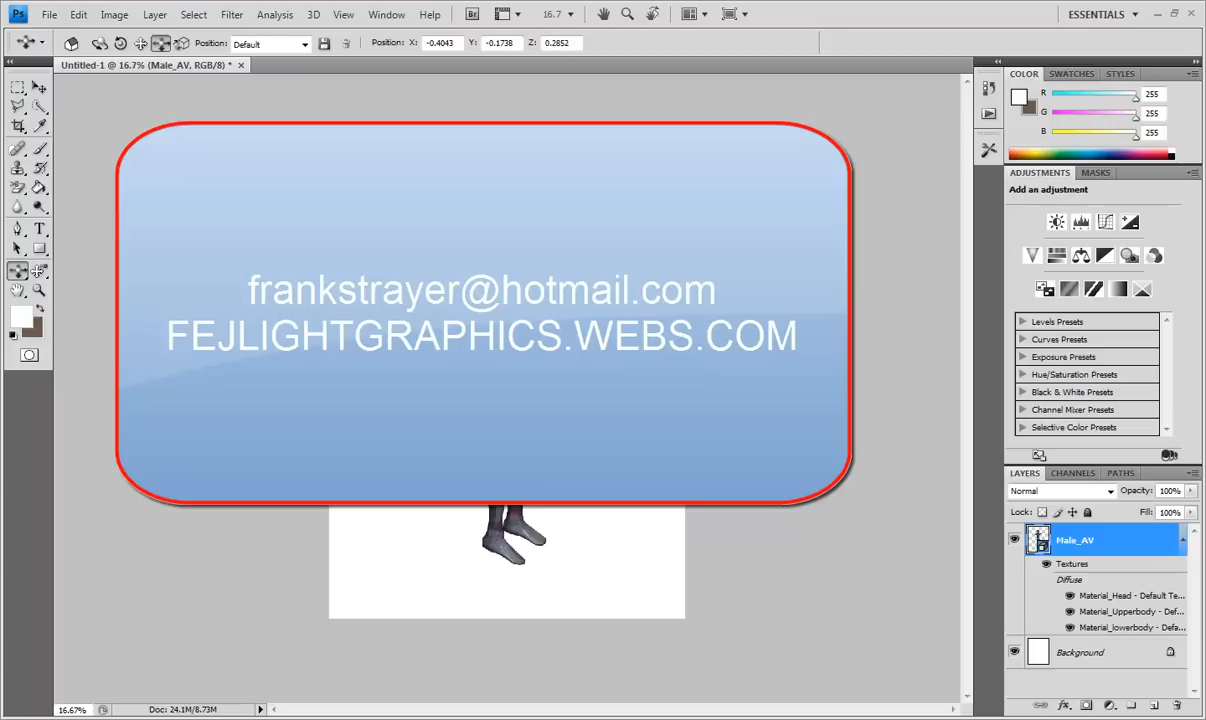 Ps File Edit Image Layer Select Filter Analysis 3D View Window Help Br 16.7 ESSENTIALS
Position: Default Position: X: -0.4043 Y: -0.1738 Z: 0.2852
Untitled-1 @ 16.7% (Male_AV, RGB/8) *
COLOR SWATCHES STYLES
R 255
G 255
B 255
ADJUSTMENTS MASKS
Add an adjustment
frankstrayer@hotmail.com
FEJLIGHTGRAPHICS.WEBS.COM
Levels Presets
Curves Presets
Exposure Presets
Hue/Saturation Presets
Black & White Presets
Channel Mixer Presets
Selective Color Presets
LAYERS CHANNELS PATHS
Normal Opacity: 100%
Lock: Fill: 100%
Male_AV
Textures
Diffuse
Material_Head - Default Te...
Material_Upperbody - Def...
Material_lowerbody - Defa...
Background
16.67% Doc: 24.1M/8.73M